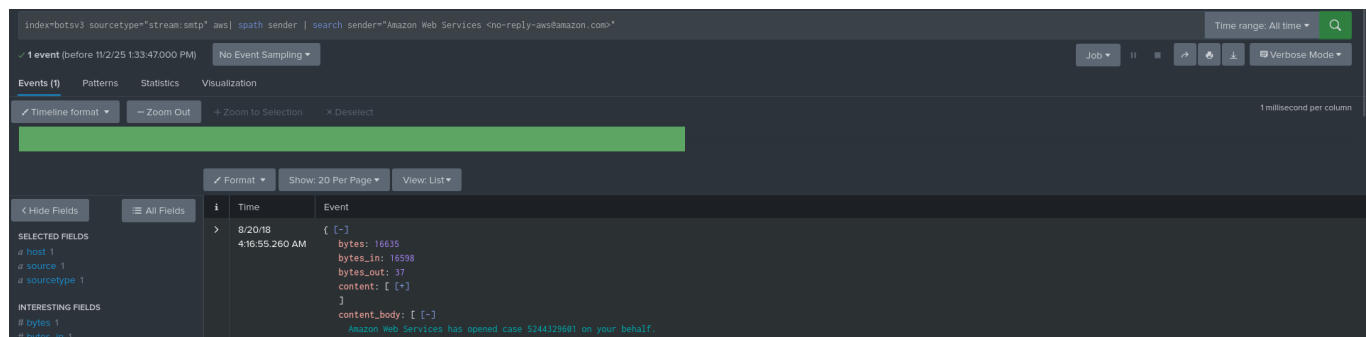 index=botsv3 sourcetype="stream:smtp" aws| spath sender | search sender="Amazon Web Services <no-reply-aws@amazon.com>"
Time range: All time
✓ 1 event (before 11/2/25 1:33:47.000 PM)
No Event Sampling
Job
Verbose Mode
Events (1)
Patterns
Statistics
Visualization
Timeline format
– Zoom Out
+ Zoom to Selection
× Deselect
1 millisecond per column
Format
Show: 20 Per Page
View: List
< Hide Fields
All Fields
i
Time
Event
SELECTED FIELDS
a host 1
a source 1
a sourcetype 1
INTERESTING FIELDS
# bytes 1
# bytes_in 1
>
8/20/18
4:16:55.260 AM
{ [-]
bytes: 16635
bytes_in: 16598
bytes_out: 37
content: [ [+]
]
content_body: [ [-]
Amazon Web Services has opened case 5244329601 on your behalf.